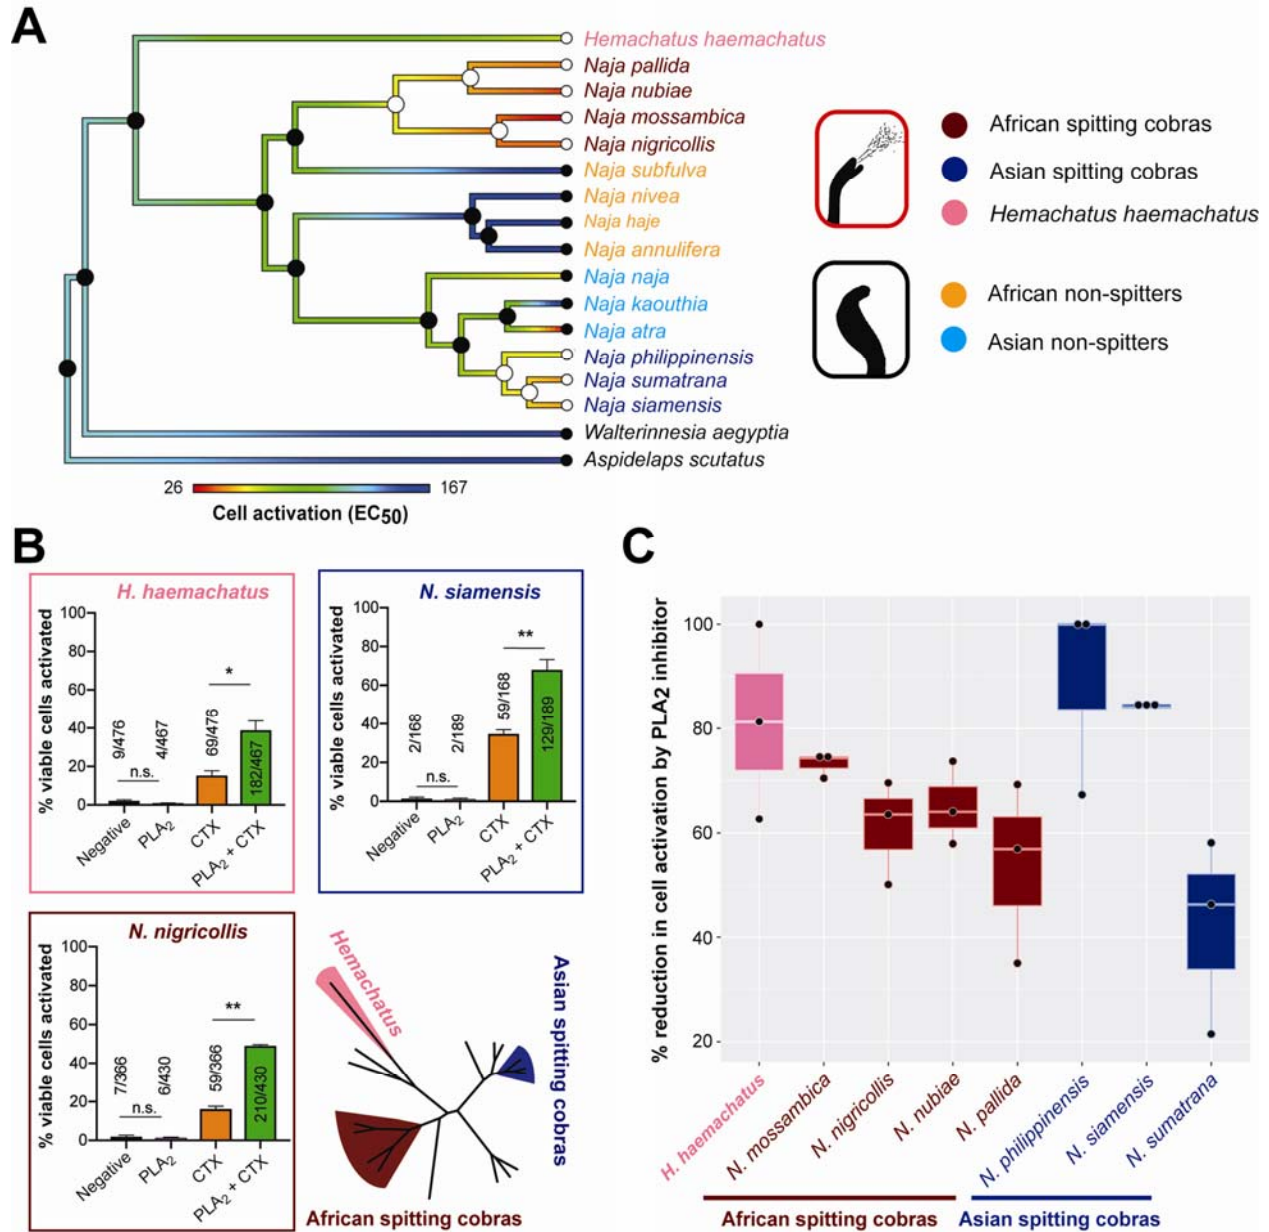 A
Hemachatus haemachatus
Naja pallida
Naja nubiae
Naja mossambica
Naja nigricollis
Naja subfulva
Naja nivea
Naja haje
Naja annulifera
Naja naja
Naja kaouthia
Naja atra
Naja philippinensis
Naja sumatrana
Naja siamensis
Walterinnesia aegyptia
Aspidelaps scutatus
26
167
Cell activation (EC50)
African spitting cobras
Asian spitting cobras
Hemachatus haemachatus
African non-spitters
Asian non-spitters
B
H. haemachatus
% viable cells activated
100
80
60
40
20
0
9/476
4/467
69/476
182/467
n.s.
*
Negative
PLA2
CTX
PLA2 + CTX
N. siamensis
% viable cells activated
100
80
60
40
20
0
2/168
2/189
59/168
129/189
n.s.
**
Negative
PLA2
CTX
PLA2 + CTX
N. nigricollis
% viable cells activated
100
80
60
40
20
0
7/366
6/430
59/366
210/430
n.s.
**
Negative
PLA2
CTX
PLA2 + CTX
Hemachatus
Asian spitting cobras
African spitting cobras
C
% reduction in cell activation by PLA2 inhibitor
100
80
60
40
20
H. haemachatus
N. mossambica
N. nigricollis
N. nubiae
N. pallida
N. philippinensis
N. siamensis
N. sumatrana
African spitting cobras
Asian spitting cobras